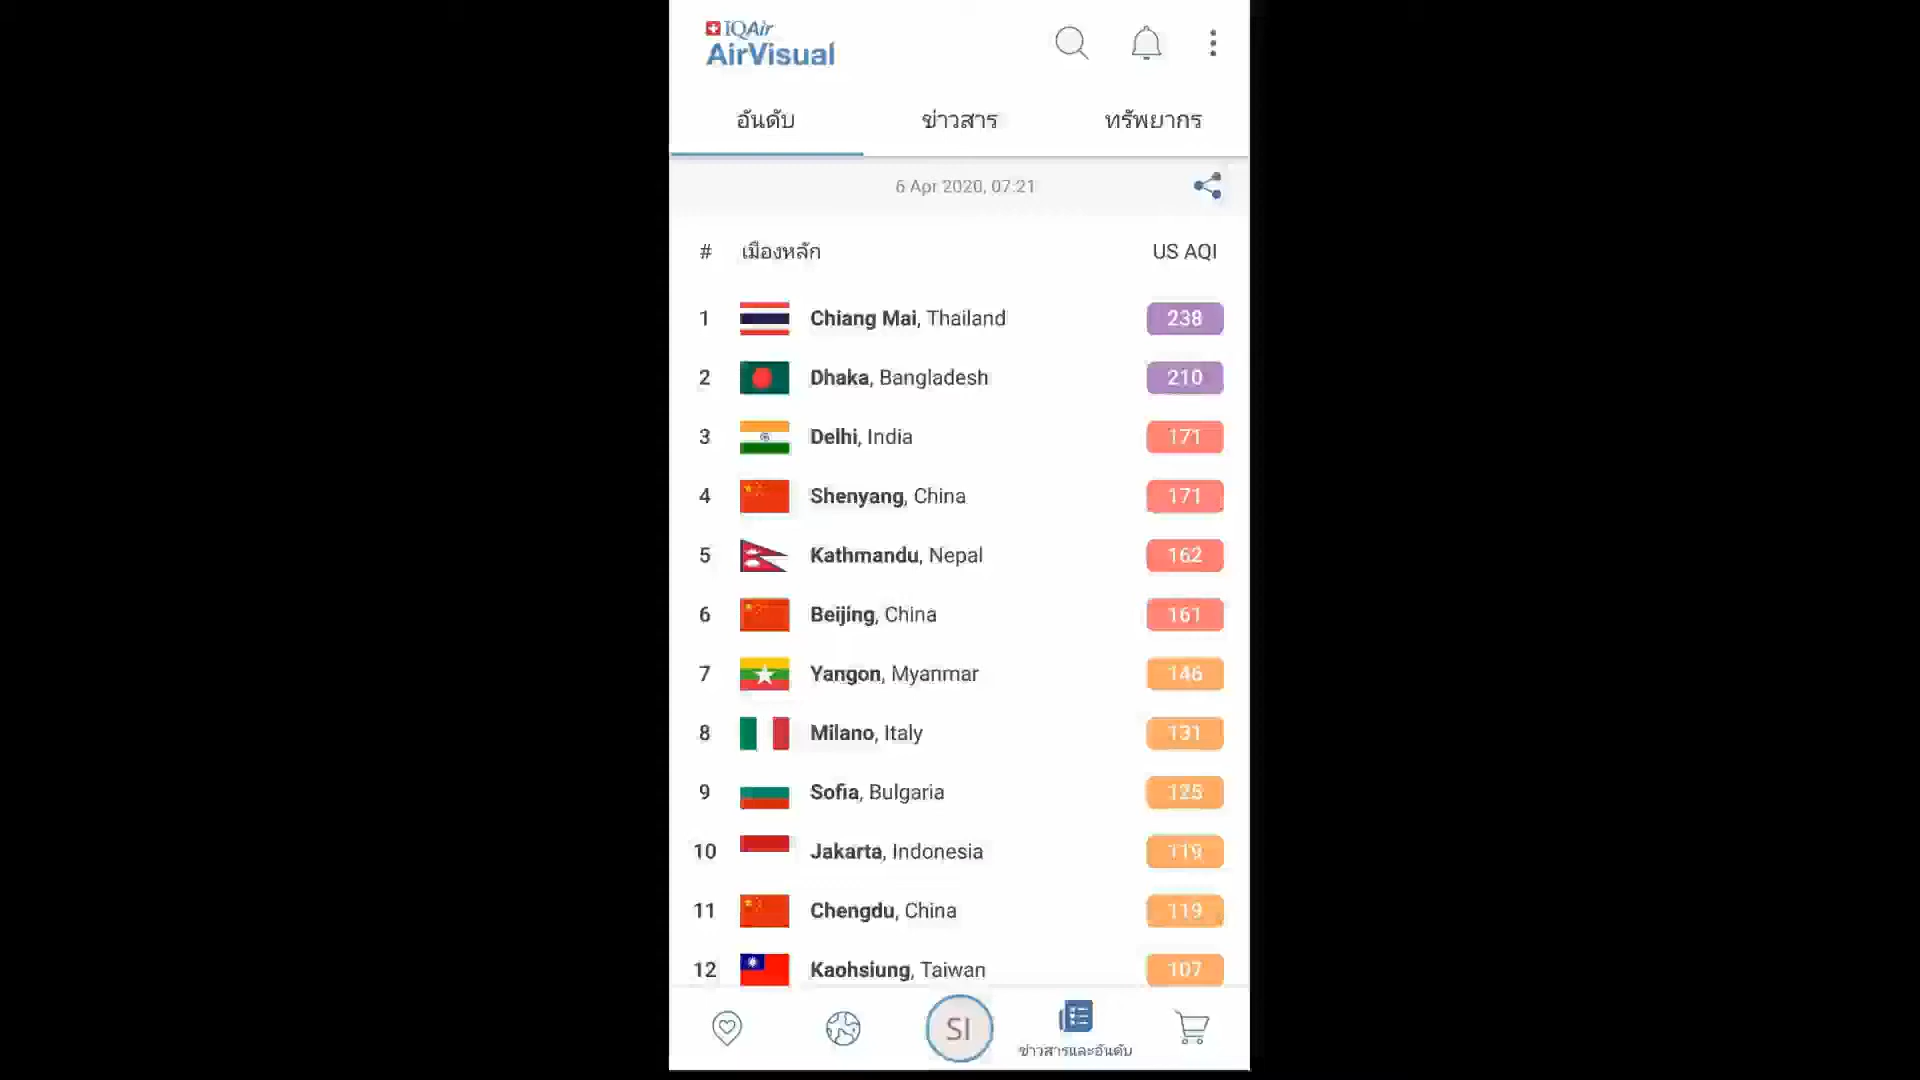 IQAir
AirVisual
อันดับ ข่าวสาร ทรัพยากร
6 Apr 2020, 07:21
# เมืองหลัก US AQI
1 Chiang Mai, Thailand 238
2 Dhaka, Bangladesh 210
3 Delhi, India 171
4 Shenyang, China 171
5 Kathmandu, Nepal 162
6 Beijing, China 161
7 Yangon, Myanmar 146
8 Milano, Italy 131
9 Sofia, Bulgaria 125
10 Jakarta, Indonesia 119
11 Chengdu, China 119
12 Kaohsiung, Taiwan 107
SI
ข่าวสารและอันดับ